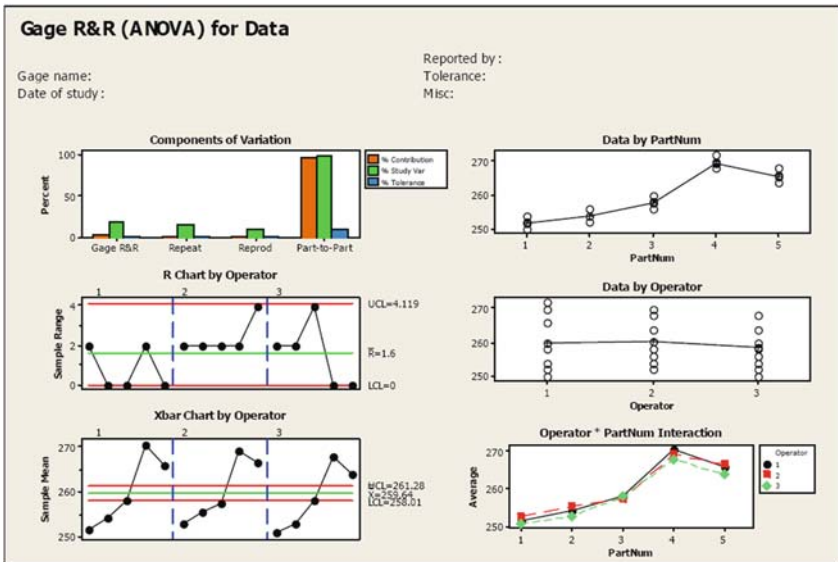 Gage R&R (ANOVA) for Data
Gage name:
Date of study:
Reported by:
Tolerance:
Misc:
Components of Variation
Percent
100
50
0
Gage R&R Repeat Reprod Part-to-Part
% Contribution
% Study Var
% Tolerance
R Chart by Operator
1 2 3
Sample Range
4
2
0
UCL=4.119
R=1.6
LCL=0
Xbar Chart by Operator
1 2 3
Sample Mean
270
260
250
UCL=261.28
X=259.64
LCL=258.01
Data by PartNum
270
260
250
1 2 3 4 5
PartNum
Data by Operator
270
260
250
1 2 3
Operator
Operator * PartNum Interaction
Average
270
260
250
1 2 3 4 5
PartNum
Operator
1
2
3